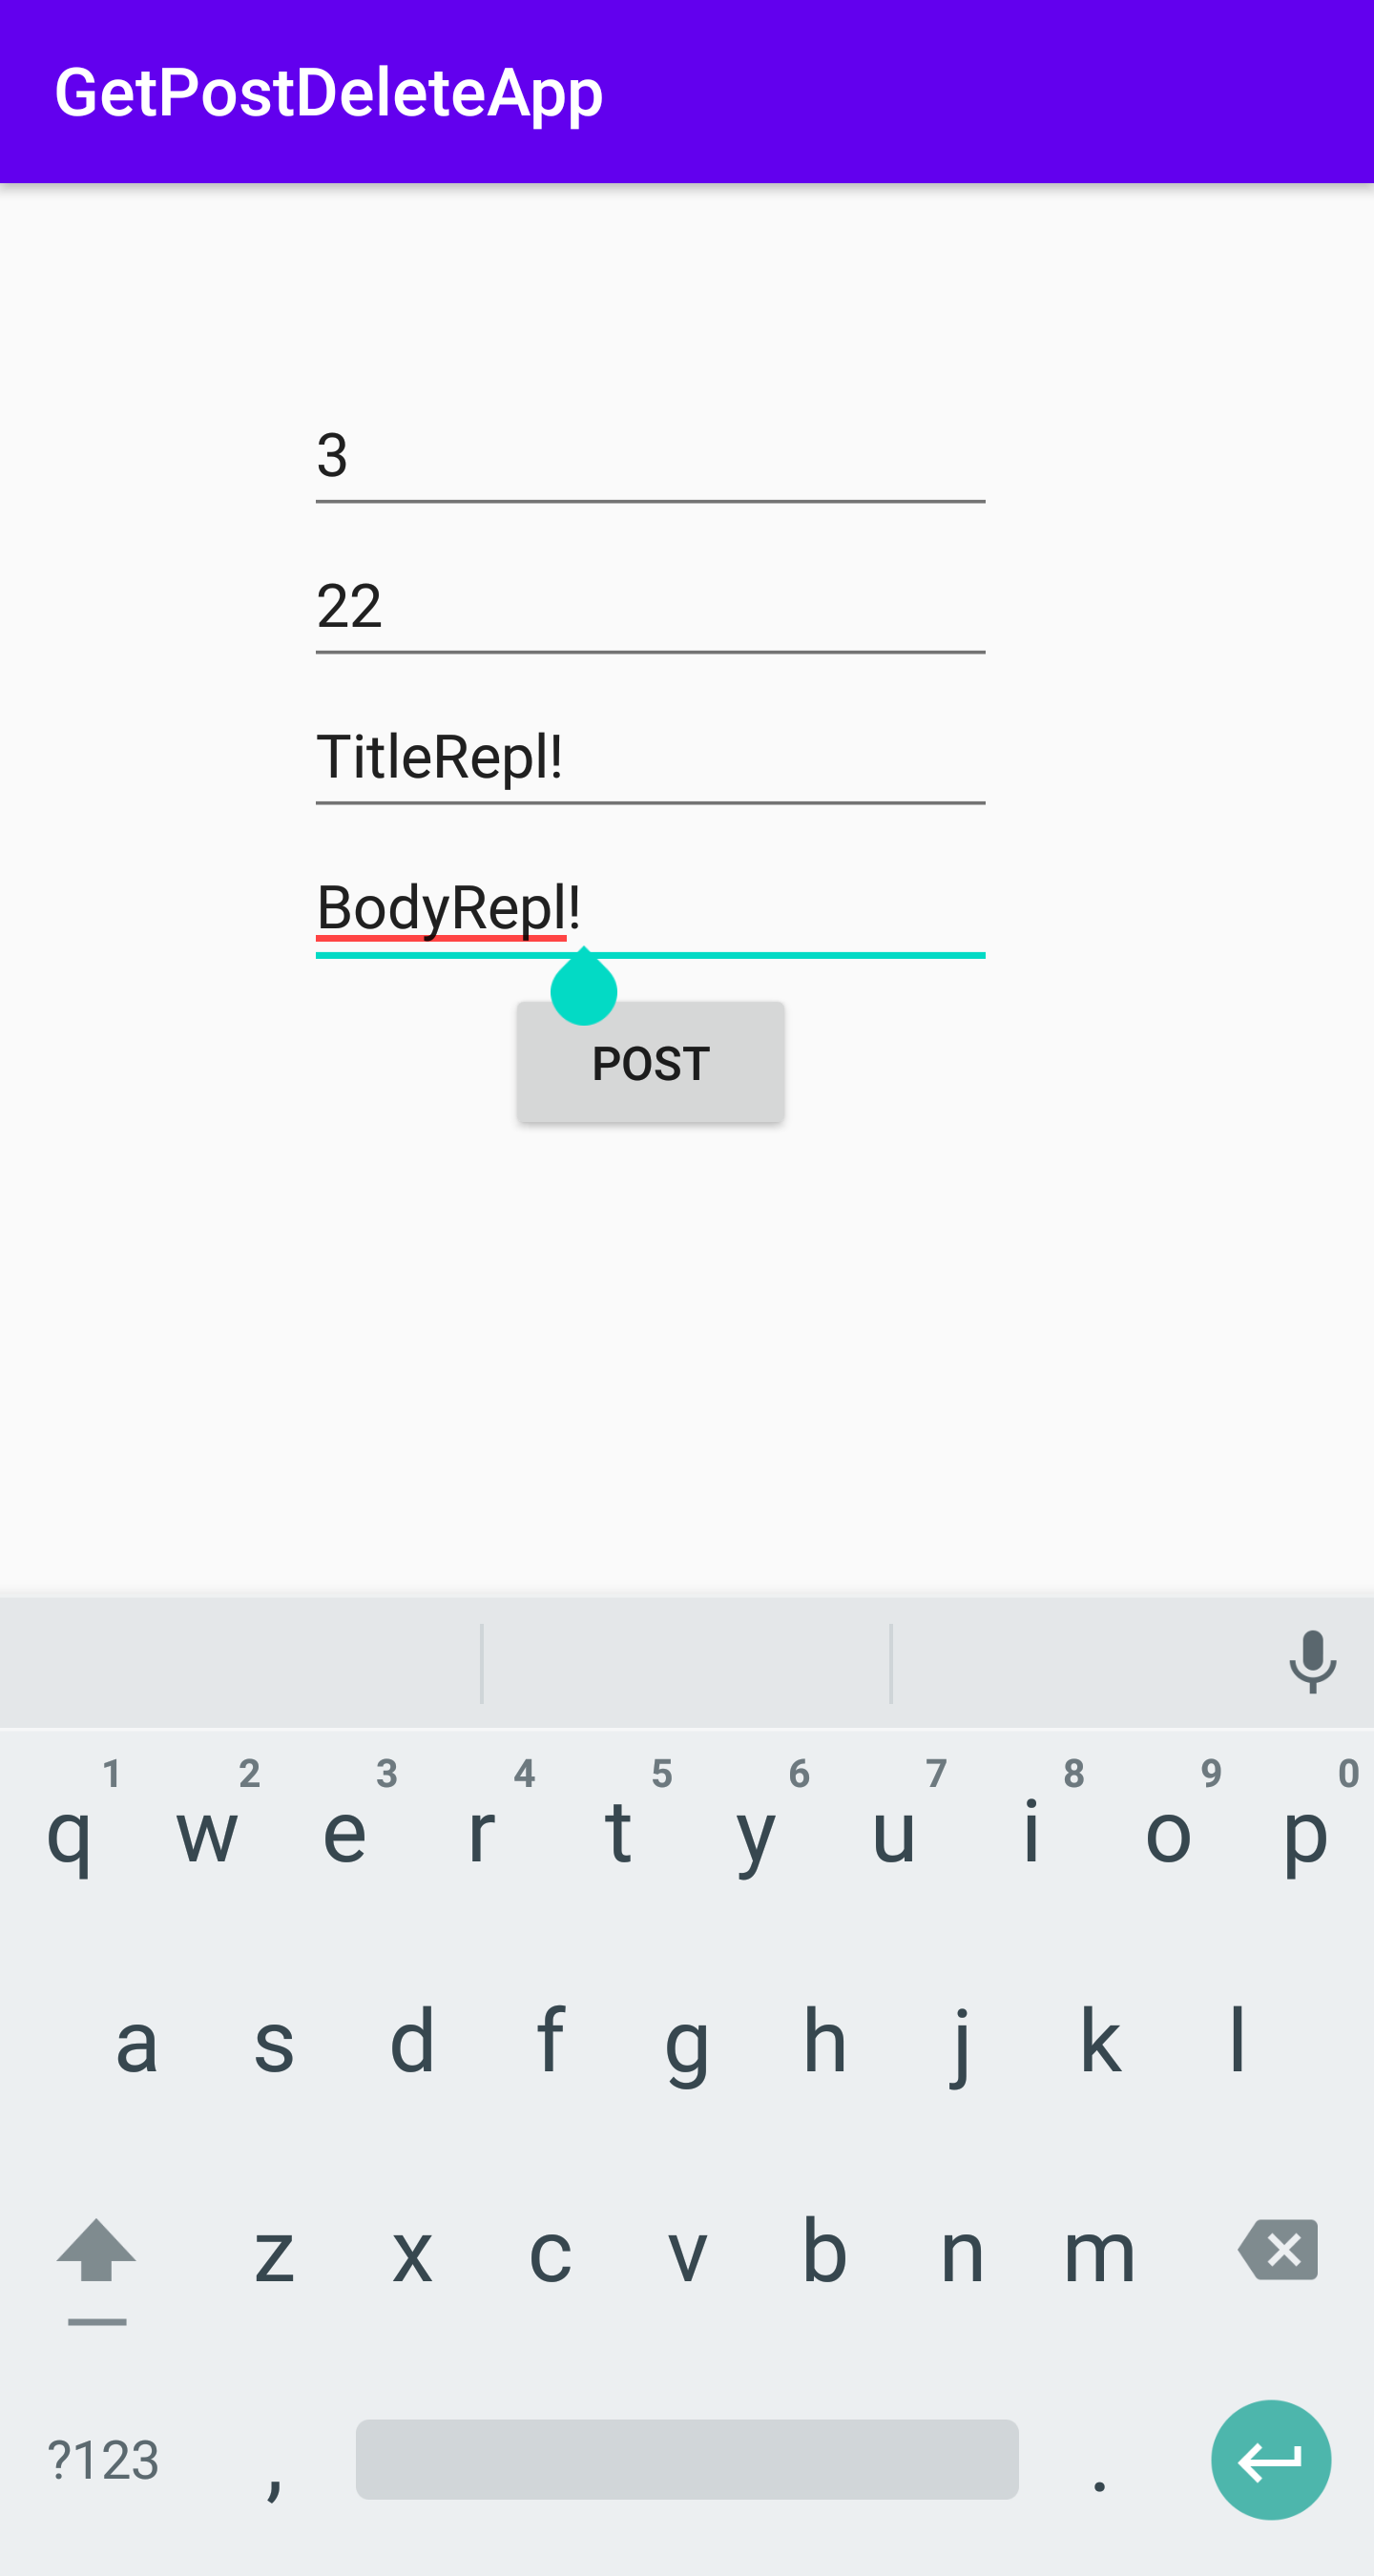 GetPostDeleteApp
3
22
TitleRepl!
BodyRepl!
POST
1 2 3 4 5 6 7 8 9 0
q w e r t y u i o p
a s d f g h j k l
z x c v b n m
?123 , .